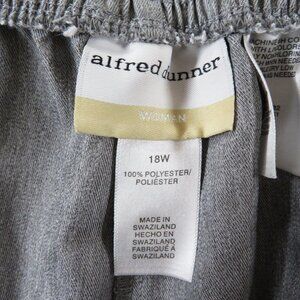 alfred dunner
WOMAN
18W
100% POLYESTER/
POLIÉSTER
MADE IN
SWAZILAND
HECHO EN
SWAZILAND
FABRIQUÉ À
SWAZILAND